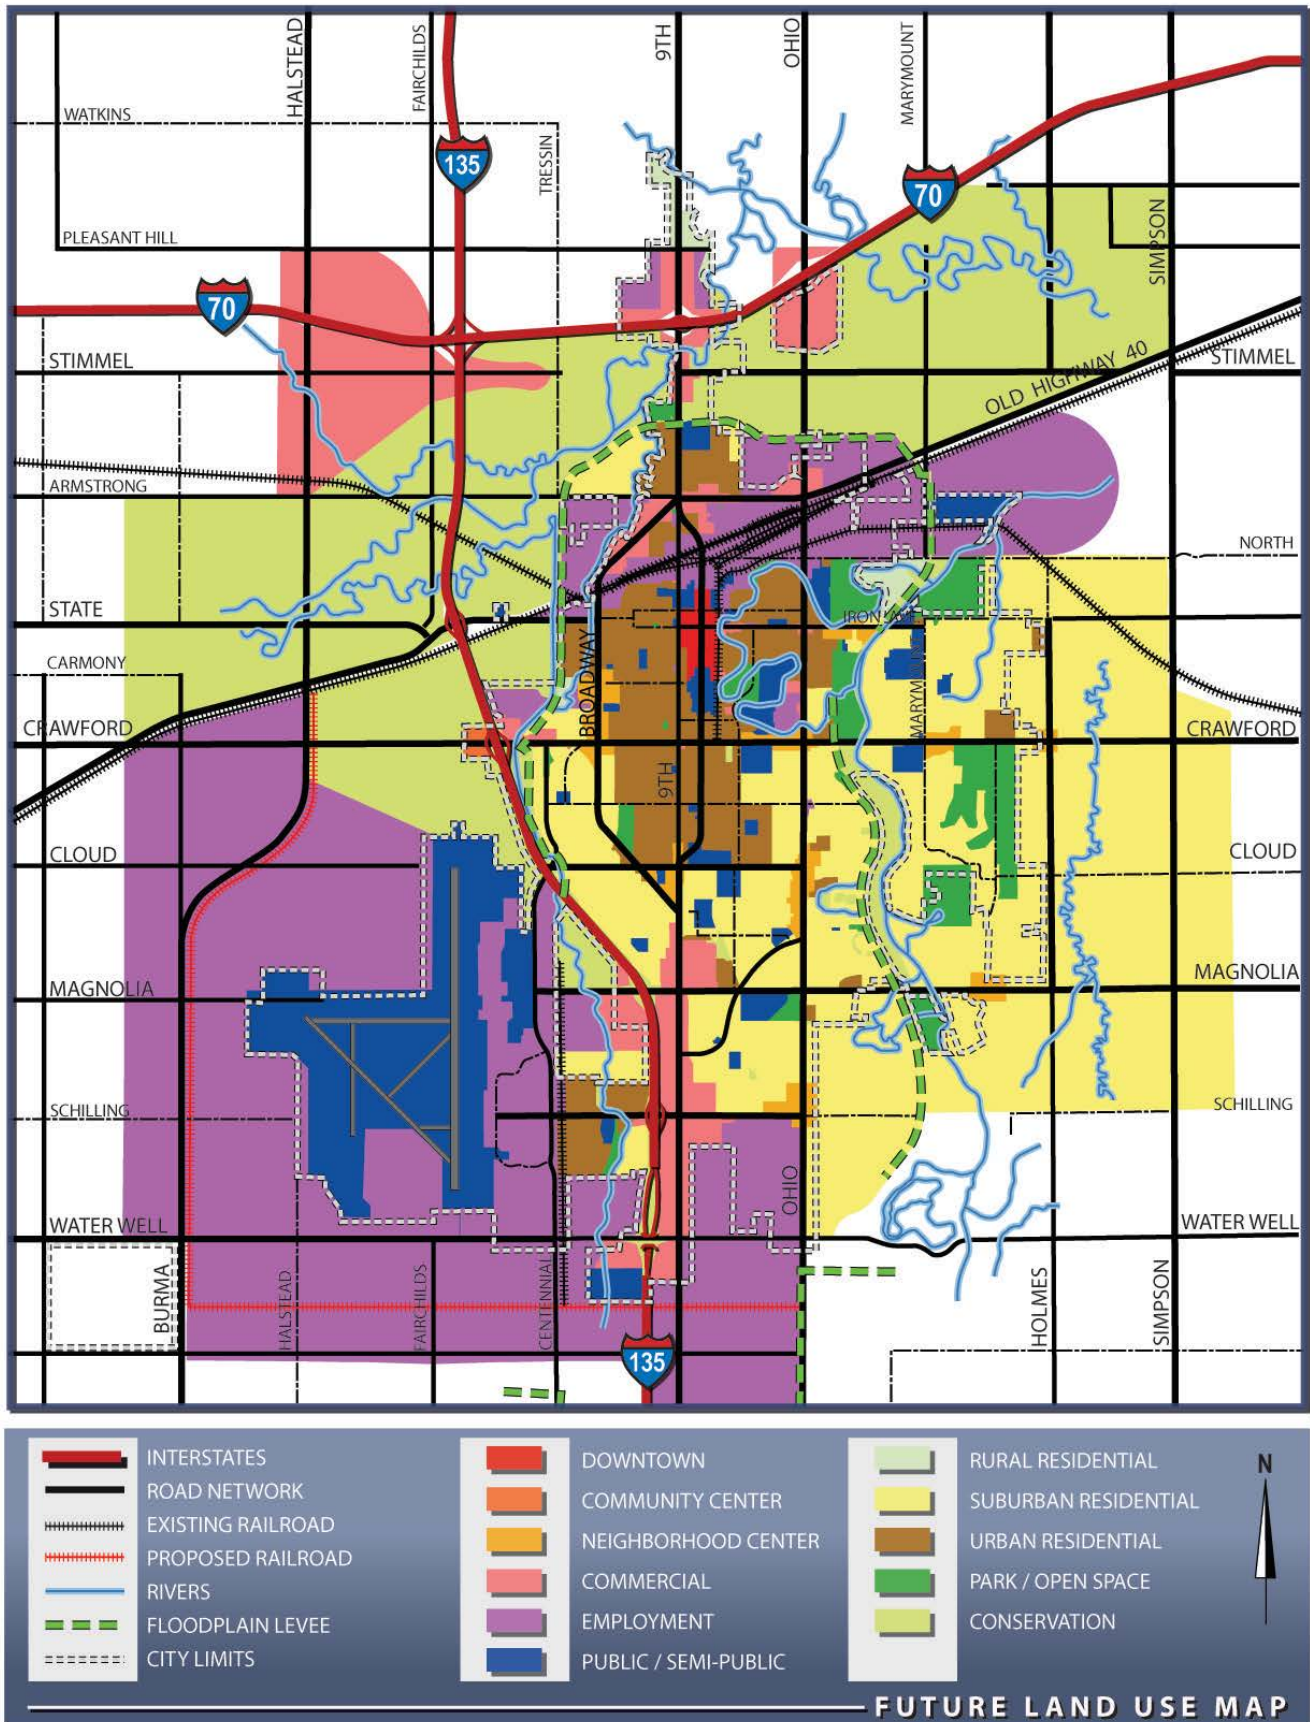 HALSTEAD
FAIRCHILDS
9TH
OHIO
MARYMOUNT
WATKINS
135
TRESSIN
70
SIMPSON
PLEASANT HILL
70
STIMMEL
STIMMEL
OLD HIGHWAY 40
ARMSTRONG
NORTH
STATE
IRON AVE
CARMONY
BROADWAY
MARYMOUNT
CRAWFORD
CRAWFORD
9TH
CLOUD
CLOUD
MAGNOLIA
MAGNOLIA
SCHILLING
SCHILLING
OHIO
WATER WELL
WATER WELL
BURMA
HALSTEAD
FAIRCHILDS
CENTENNIAL
HOLMES
SIMPSON
135
INTERSTATES
ROAD NETWORK
EXISTING RAILROAD
PROPOSED RAILROAD
RIVERS
FLOODPLAIN LEVEE
CITY LIMITS
DOWNTOWN
COMMUNITY CENTER
NEIGHBORHOOD CENTER
COMMERCIAL
EMPLOYMENT
PUBLIC / SEMI-PUBLIC
RURAL RESIDENTIAL
SUBURBAN RESIDENTIAL
URBAN RESIDENTIAL
PARK / OPEN SPACE
CONSERVATION
N
FUTURE LAND USE MAP